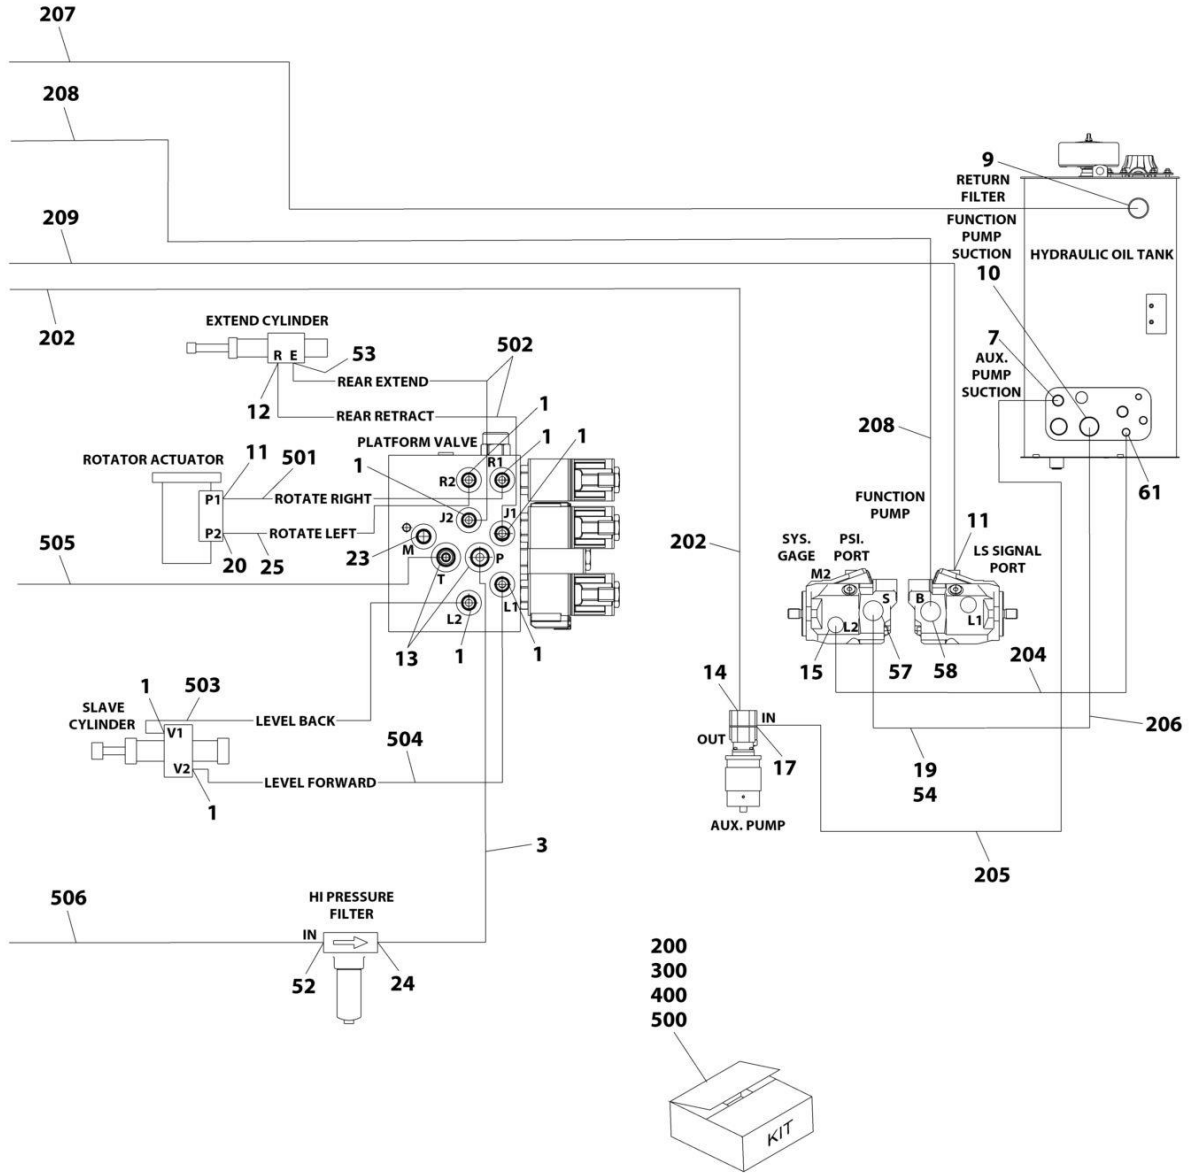 207
208
209
202
9
RETURN
FILTER
FUNCTION
PUMP
SUCTION
10
HYDRAULIC OIL TANK
7
AUX.
PUMP
SUCTION
61
EXTEND CYLINDER
R E
53
12
502
REAR EXTEND
REAR RETRACT
1
1
1
1
PLATFORM VALVE
R1
R2
J2
J1
M
P
T
L2
L1
ROTATOR ACTUATOR
11
501
P1
ROTATE RIGHT
P2
ROTATE LEFT
505
20
25
23
13
1
1
208
FUNCTION
PUMP
202
SYS.
GAGE
M2
PSI.
PORT
11
LS SIGNAL
PORT
S
B
L2
L1
15
57
58
204
206
14
IN
OUT
17
AUX. PUMP
19
54
205
1
503
SLAVE
CYLINDER
V1
LEVEL BACK
504
V2
LEVEL FORWARD
1
3
506
HI PRESSURE
FILTER
IN
52
24
200
300
400
500
KIT